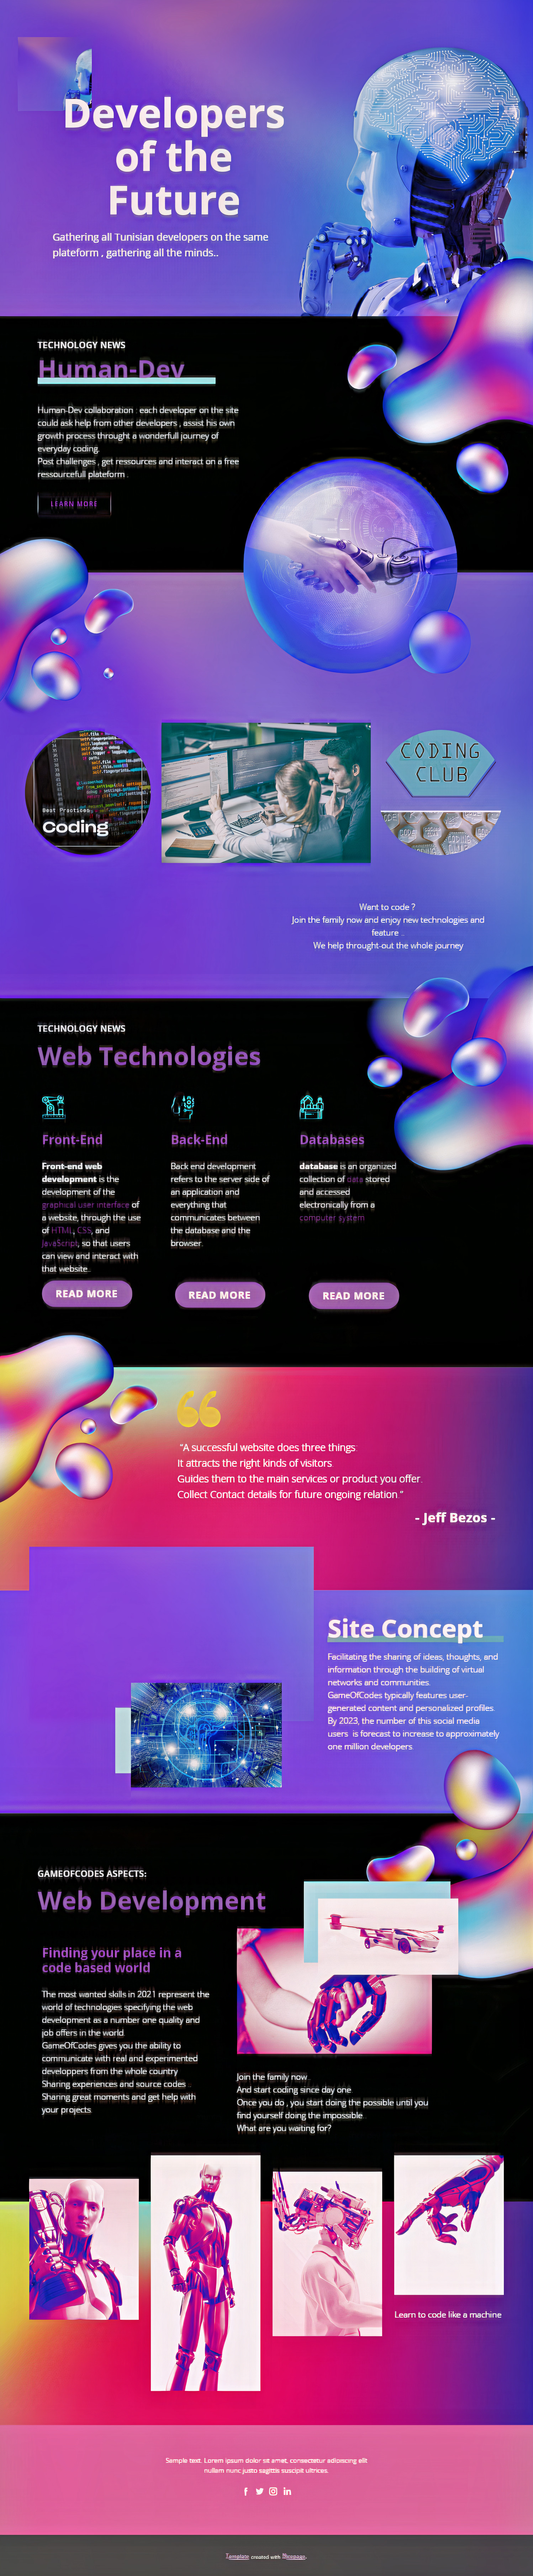 Developers
of the
Future
Gathering all Tunisian developers on the same
plateform , gathering all the minds..
TECHNOLOGY NEWS
Human-Dev
Human-Dev collaboration : each developer on the site
could ask help from other developers , assist his own
growth process throught a wonderfull journey of
everyday coding.
Post challenges , get ressources and interact on a free
ressourcefull plateform .
LEARN MORE
Best Practices
Coding
CODING
CLUB
Want to code ?
Join the family now and enjoy new technologies and
feature .
We help throught-out the whole journey
TECHNOLOGY NEWS
Web Technologies
Front-End
Front-end web
development is the
development of the
graphical user interface of
a website, through the use
of HTML, CSS, and
JavaScript, so that users
can view and interact with
that website..
READ MORE
Back-End
Back end development
refers to the server side of
an application and
everything that
communicates between
the database and the
browser.
READ MORE
Databases
database is an organized
collection of data stored
and accessed
electronically from a
computer system
READ MORE
“A successful website does three things:
It attracts the right kinds of visitors.
Guides them to the main services or product you offer.
Collect Contact details for future ongoing relation.”
- Jeff Bezos -
Site Concept
Facilitating the sharing of ideas, thoughts, and
information through the building of virtual
networks and communities.
GameOfCodes typically features user-
generated content and personalized profiles.
By 2023, the number of this social media
users is forecast to increase to approximately
one million developers.
GAMEOFCODES ASPECTS:
Web Development
Finding your place in a
code based world
The most wanted skills in 2021 represent the
world of technologies specifying the web
development as a number one quality and
job offers in the world.
GameOfCodes gives you the ability to
communicate with real and experimented
developpers from the whole country
Sharing experiences and source codes .
Sharing great moments and get help with
your projects.
Join the family now .
And start coding since day one.
Once you do , you start doing the possible until you
find yourself doing the impossible .
What are you waiting for?
Learn to code like a machine
Sample text. Lorem ipsum dolor sit amet, consectetur adipiscing elit
nullam nunc justo sagittis suscipit ultrices.
Template created with Nicepage.